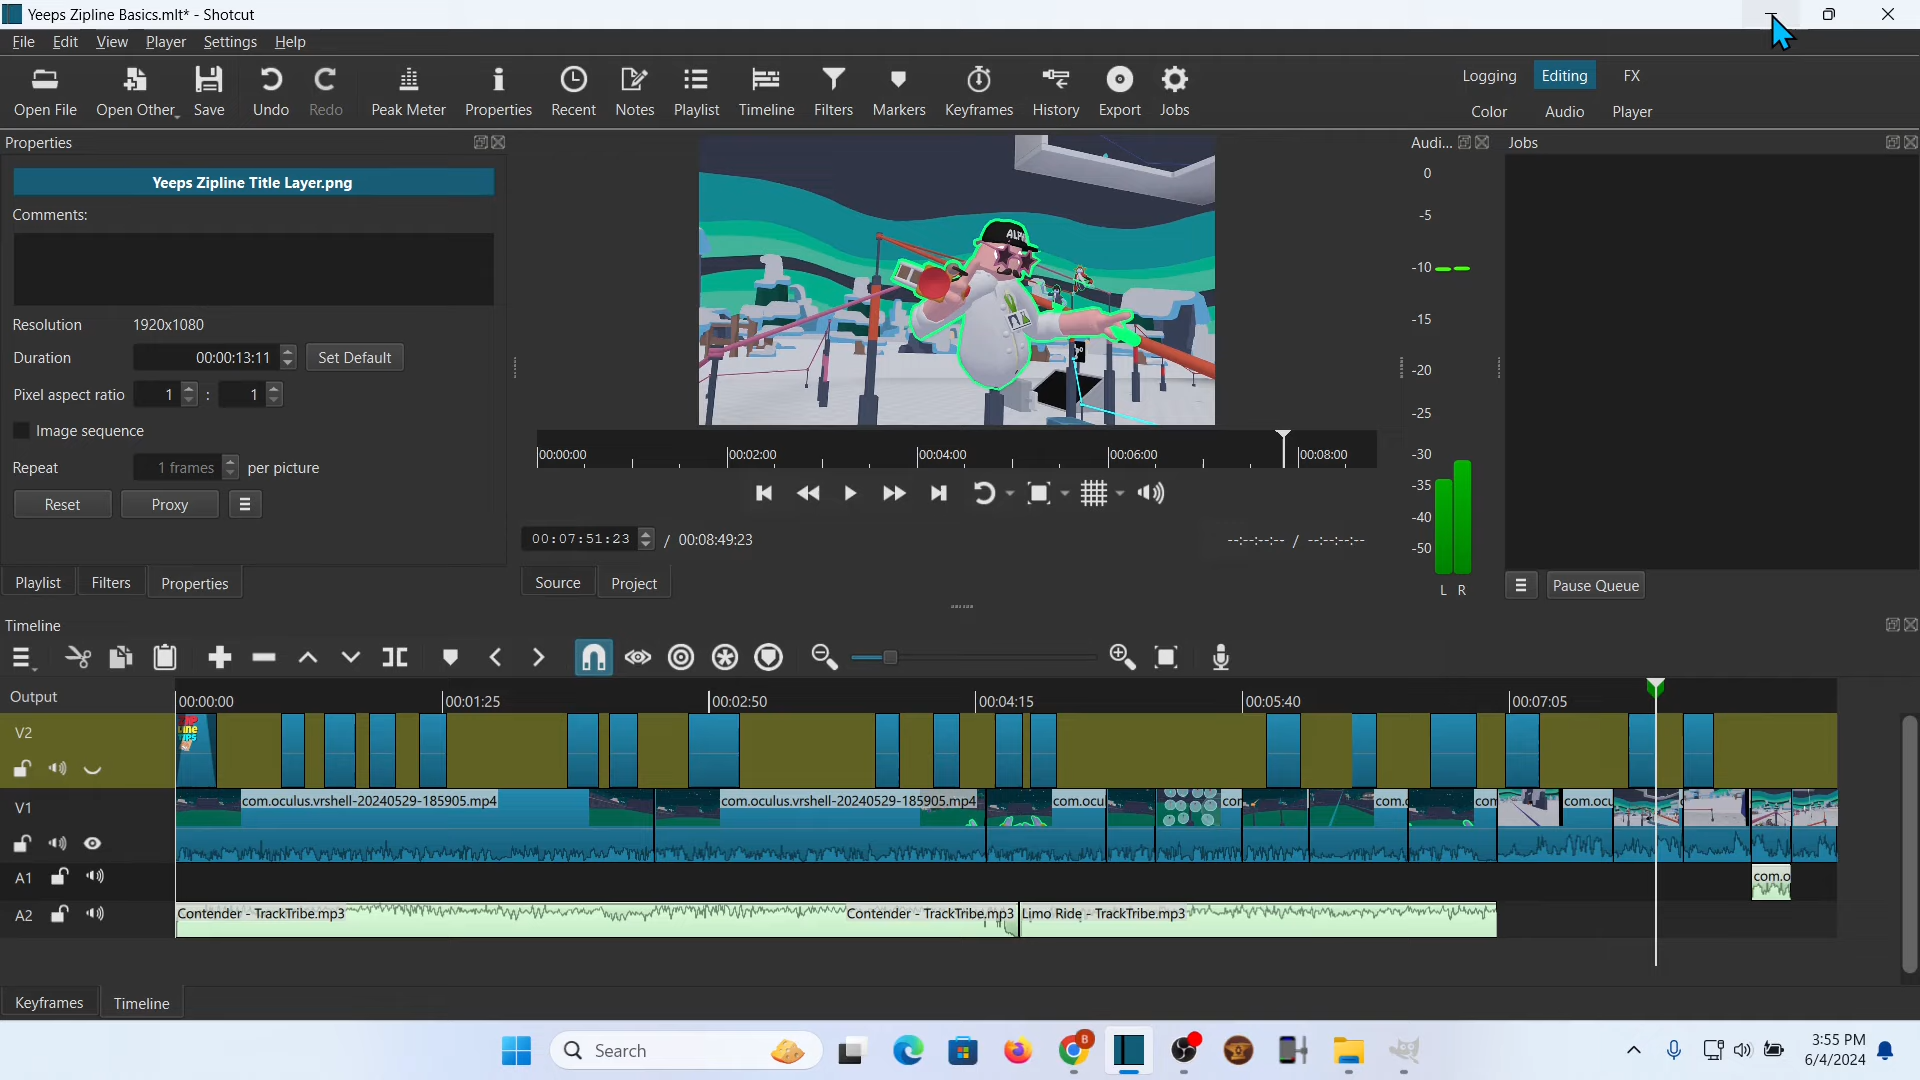 Yeeps Zipline Basics.mlt* - Shotcut
File Edit View Player Settings Help
Open File Open Other... Save Undo Redo Peak Meter Properties Recent Notes Playlist Timeline Filters Markers Keyframes History Export Jobs
Logging Editing FX
Color Audio Player
Properties
Audi...
Jobs
Yeeps Zipline Title Layer.png
Comments:
Resolution 1920x1080
Duration 00:00:13:11 Set Default
Pixel aspect ratio 1 : 1
Image sequence
Repeat 1 frames per picture
Reset Proxy
Playlist Filters Properties
00:00:00 00:02:00 00:04:00 00:06:00 00:08:00
00:07:51:23 / 00:08:49:23
--:--:--:-- / --:--:--:--
Source Project
0
-5
-10
-15
-20
-25
-30
-35
-40
-50
L R
Pause Queue
Timeline
Output
00:00:00 00:01:25 00:02:50 00:04:15 00:05:40 00:07:05
V2
V1
com.oculus.vrshell-20240529-185905.mp4 com.oculus.vrshell-20240529-185905.mp4 com.ocu con com.o con com.ocu
A1
com.o
A2
Contender - TrackTribe.mp3 Contender - TrackTribe.mp3 Limo Ride - TrackTribe.mp3
Keyframes Timeline
Search
3:55 PM
6/4/2024